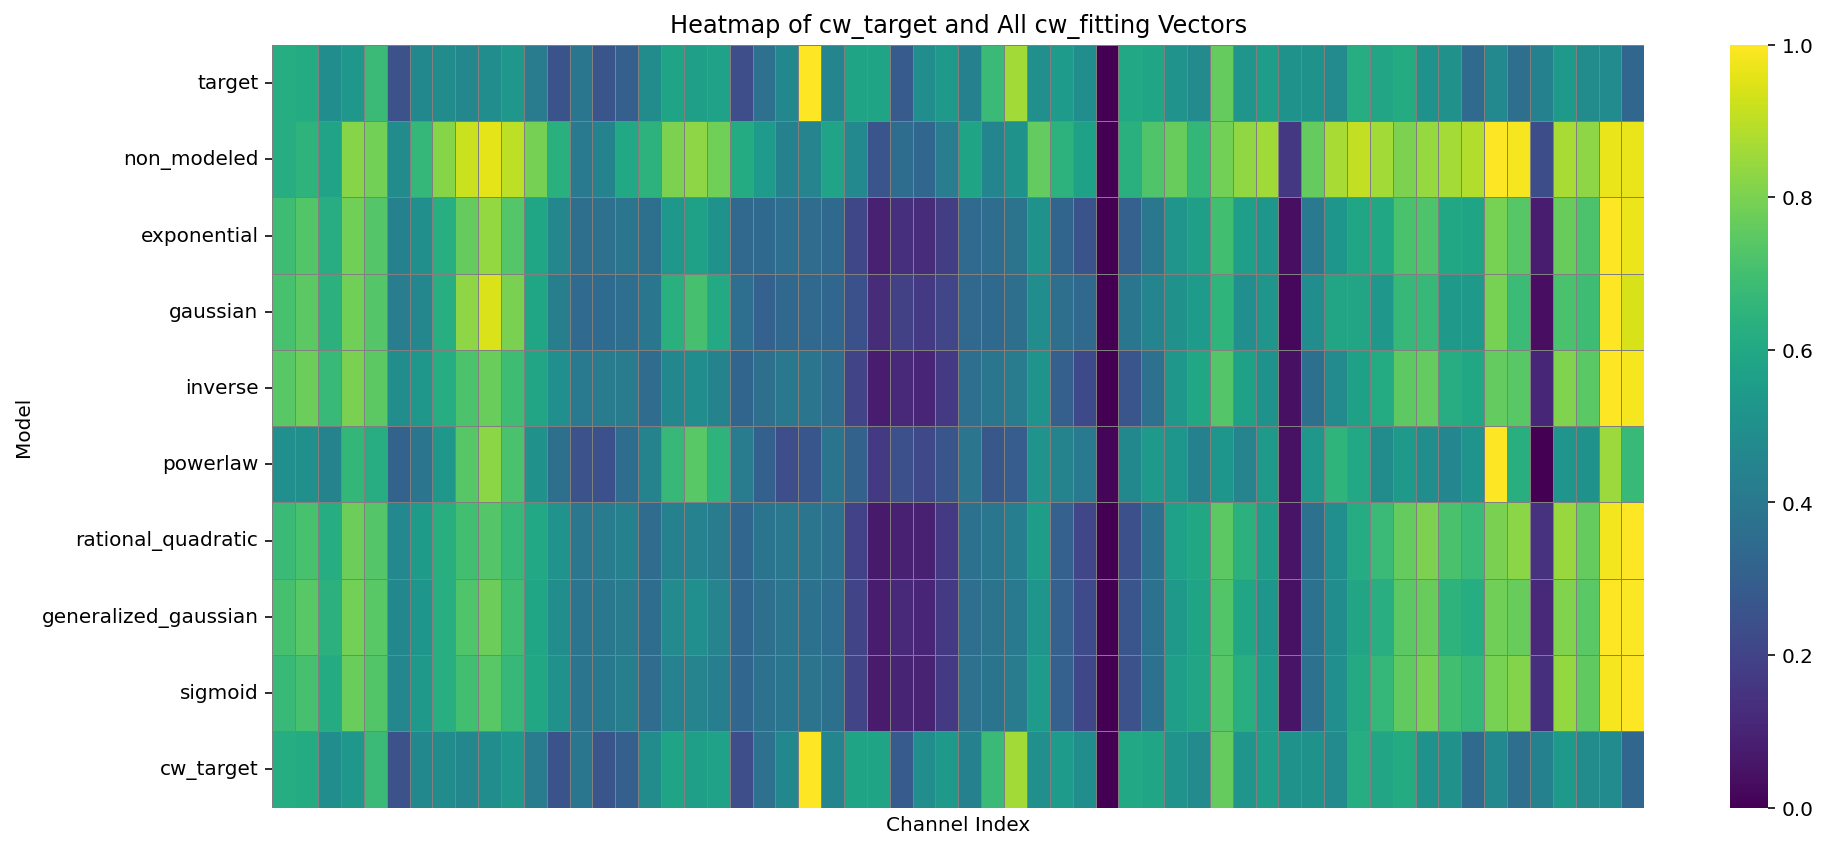 Heatmap of cw_target and All cw_fitting Vectors
Model
target
non_modeled
exponential
gaussian
inverse
powerlaw
rational_quadratic
generalized_gaussian
sigmoid
cw_target
Channel Index
1.0
0.8
0.6
0.4
0.2
0.0